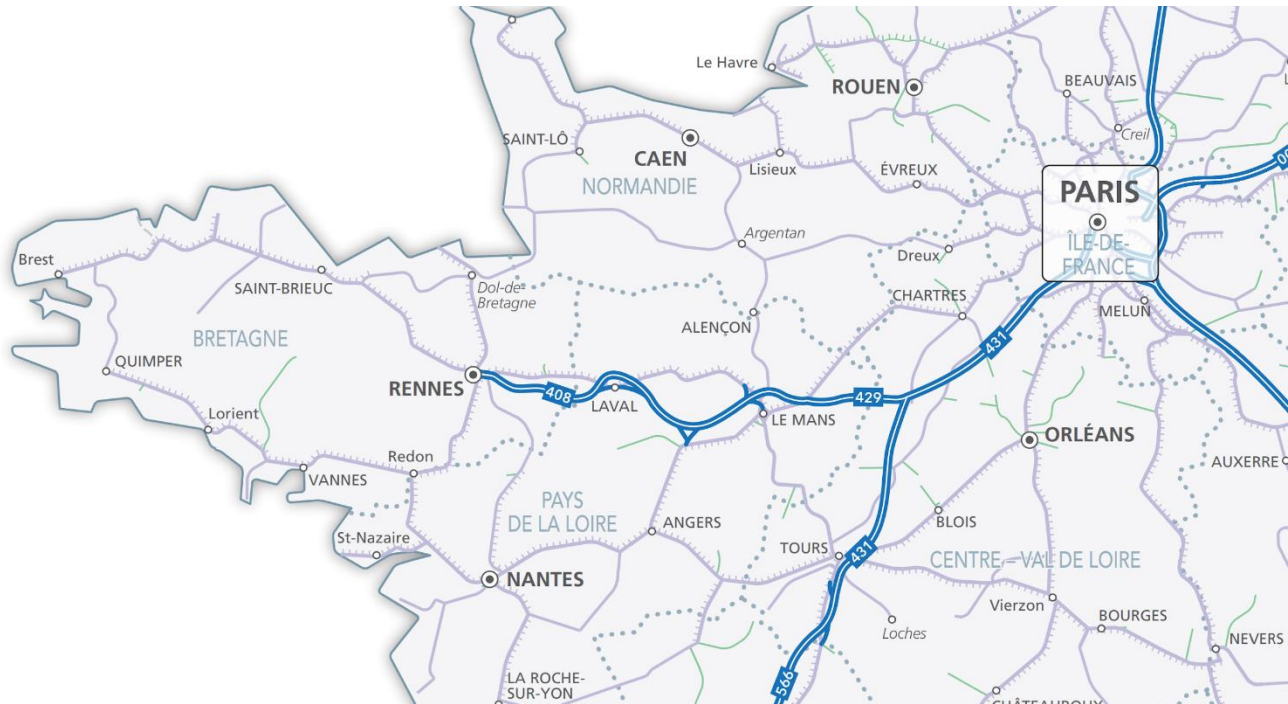 Le Havre
ROUEN
BEAUVAIS
Creil
SAINT-LÔ
CAEN
NORMANDIE
Lisieux
ÉVREUX
PARIS
ÎLE-DE-
FRANCE
Argentan
Dreux
Brest
SAINT-BRIEUC
Dol-de-
Bretagne
CHARTRES
MELUN
ALENÇON
BRETAGNE
431
QUIMPER
RENNES
408
LAVAL
429
LE MANS
Lorient
ORLÉANS
Redon
VANNES
AUXERRE
PAYS
DE LA LOIRE
ANGERS
BLOIS
St-Nazaire
TOURS
431
CENTRE – VAL DE LOIRE
NANTES
Vierzon
BOURGES
Loches
NEVERS
LA ROCHE-
SUR-YON
566
CHÂTEAUROUX